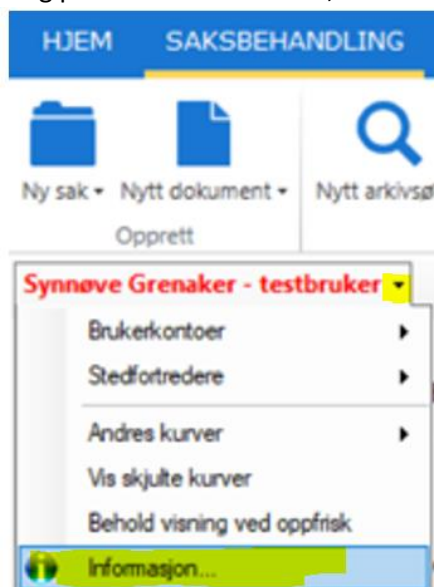 HJEM SAKSBEHANDLING
Ny sak Nytt dokument Nytt arkivsø
Opprett
Synnøve Grenaker - testbruker
Brukerkontoer
Stedfortredere
Andres kurver
Vis skjulte kurver
Behold visning ved oppfrisk
Informasjon...